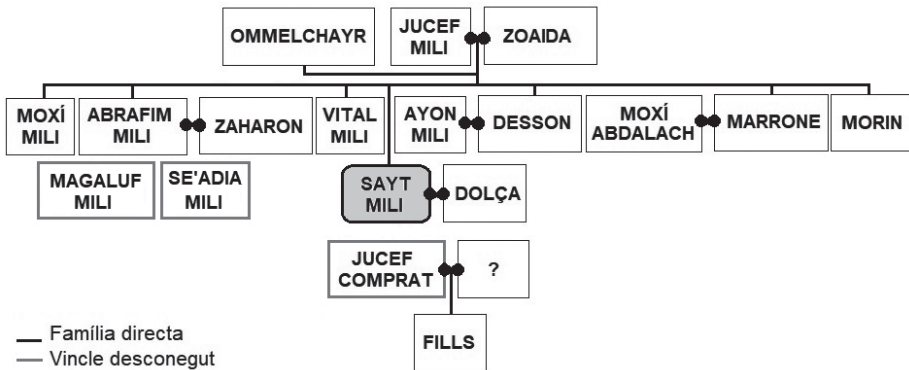 OMMELCHAYR
JUCEF
MILI
ZOAIDA
MOXÍ
MILI
ABRAFIM
MILI
ZAHARON
VITAL
MILI
AYON
MILI
DESSON
MOXÍ
ABDALACH
MARRONE
MORIN
MAGALUF
MILI
SE'ADIA
MILI
SAYT
MILI
DOLÇA
JUCEF
COMPRAT
?
FILLS
Família directa
Vincle desconegut